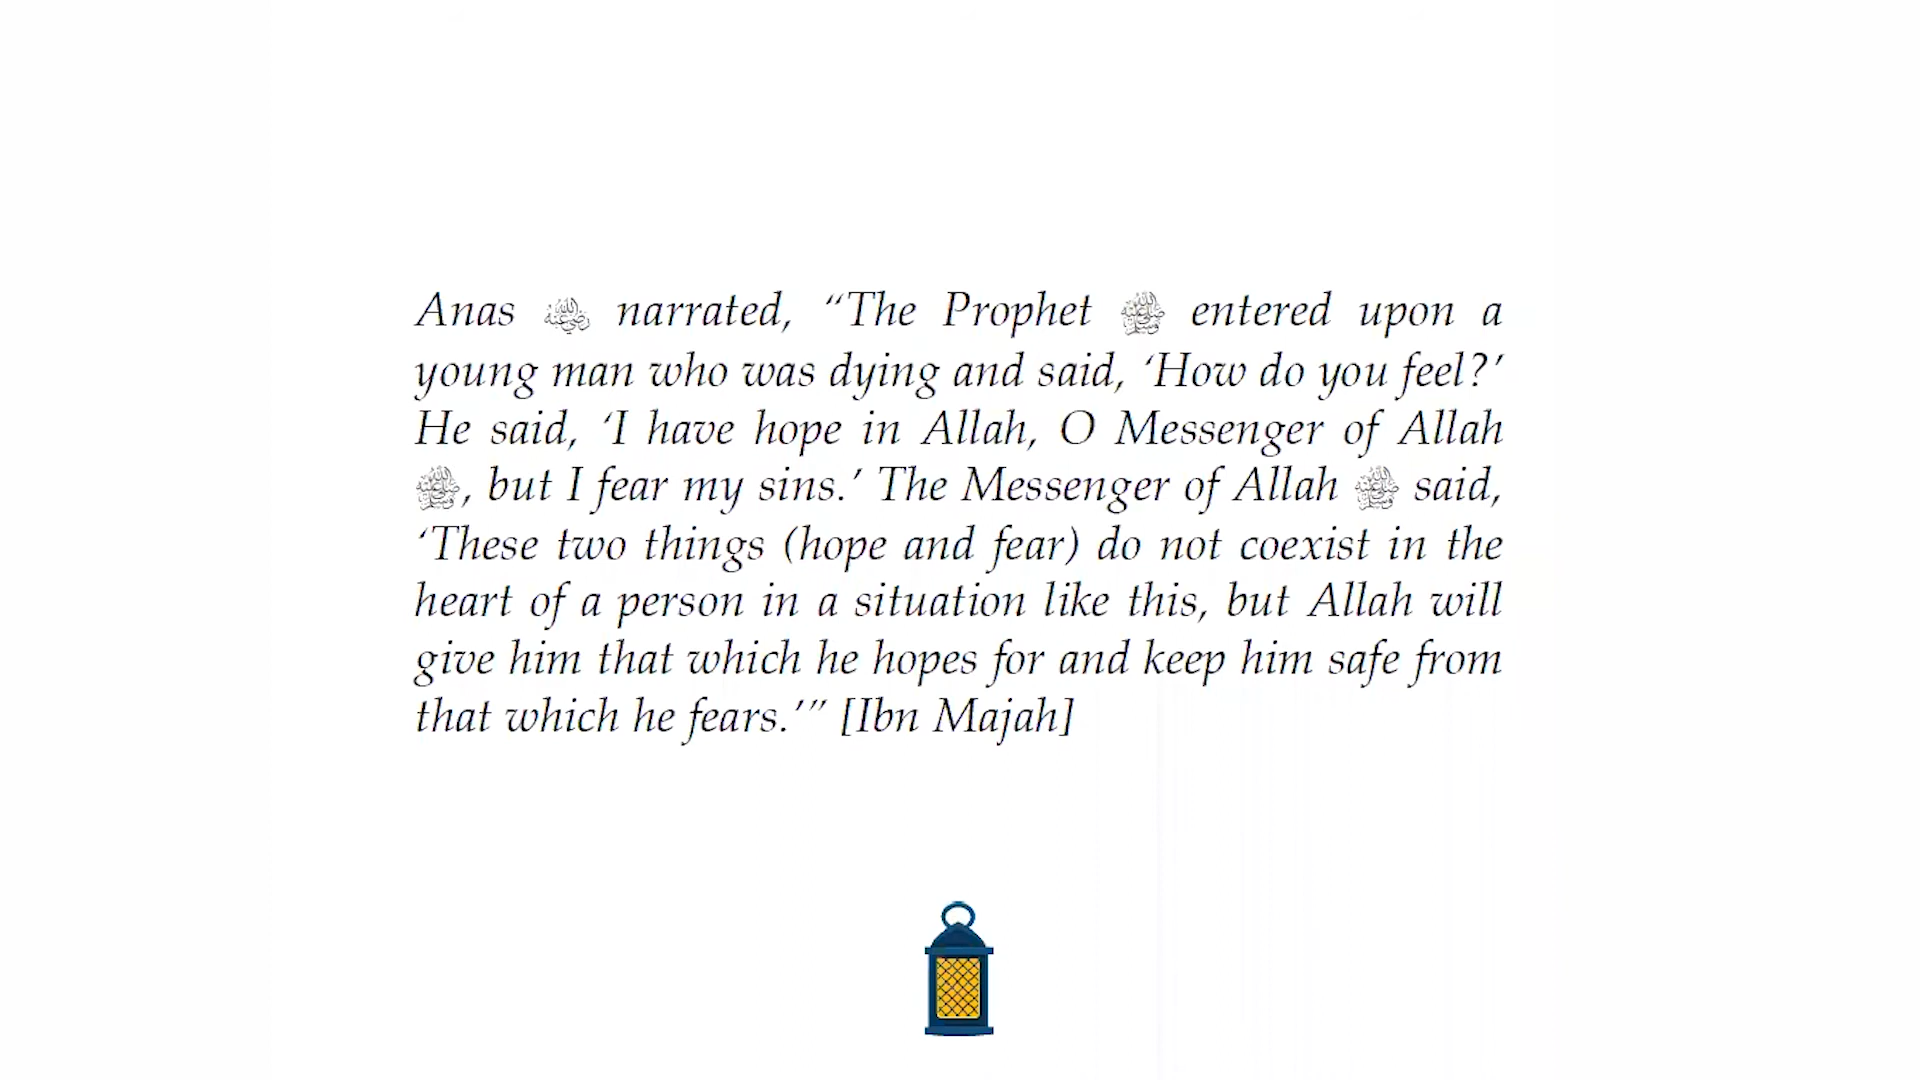 Anas رضي الله عنه narrated, “The Prophet ﷺ entered upon a
young man who was dying and said, ‘How do you feel?’
He said, ‘I have hope in Allah, O Messenger of Allah
ﷺ, but I fear my sins.’ The Messenger of Allah ﷺ said,
‘These two things (hope and fear) do not coexist in the
heart of a person in a situation like this, but Allah will
give him that which he hopes for and keep him safe from
that which he fears.’” [Ibn Majah]